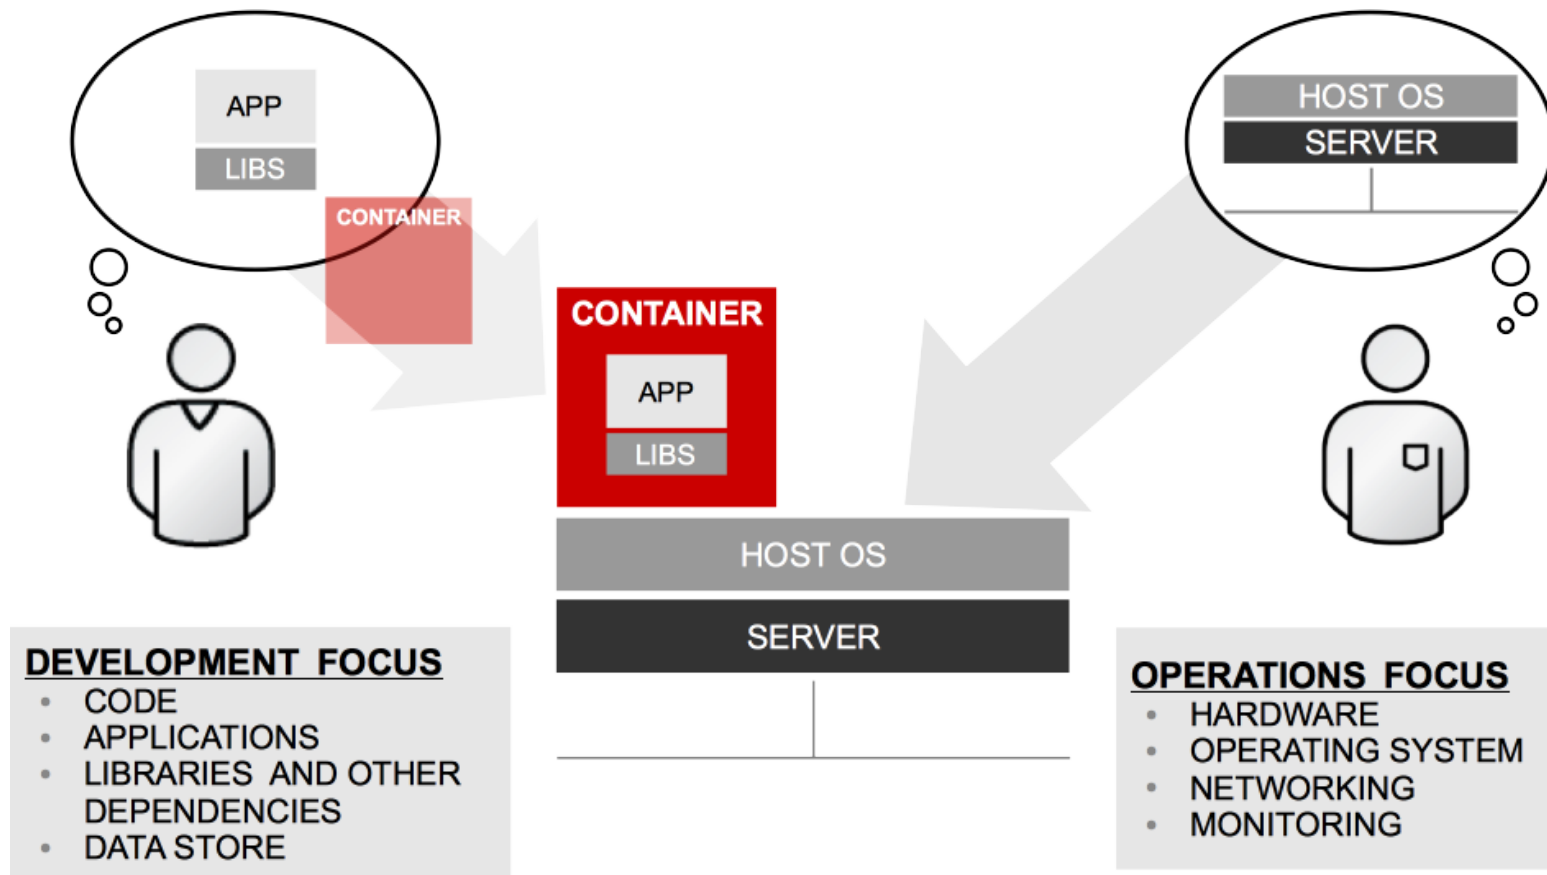 APP
LIBS
CONTAINER
HOST OS
SERVER
CONTAINER
APP
LIBS
HOST OS
SERVER
DEVELOPMENT FOCUS
• CODE
• APPLICATIONS
• LIBRARIES AND OTHER
DEPENDENCIES
• DATA STORE
OPERATIONS FOCUS
• HARDWARE
• OPERATING SYSTEM
• NETWORKING
• MONITORING